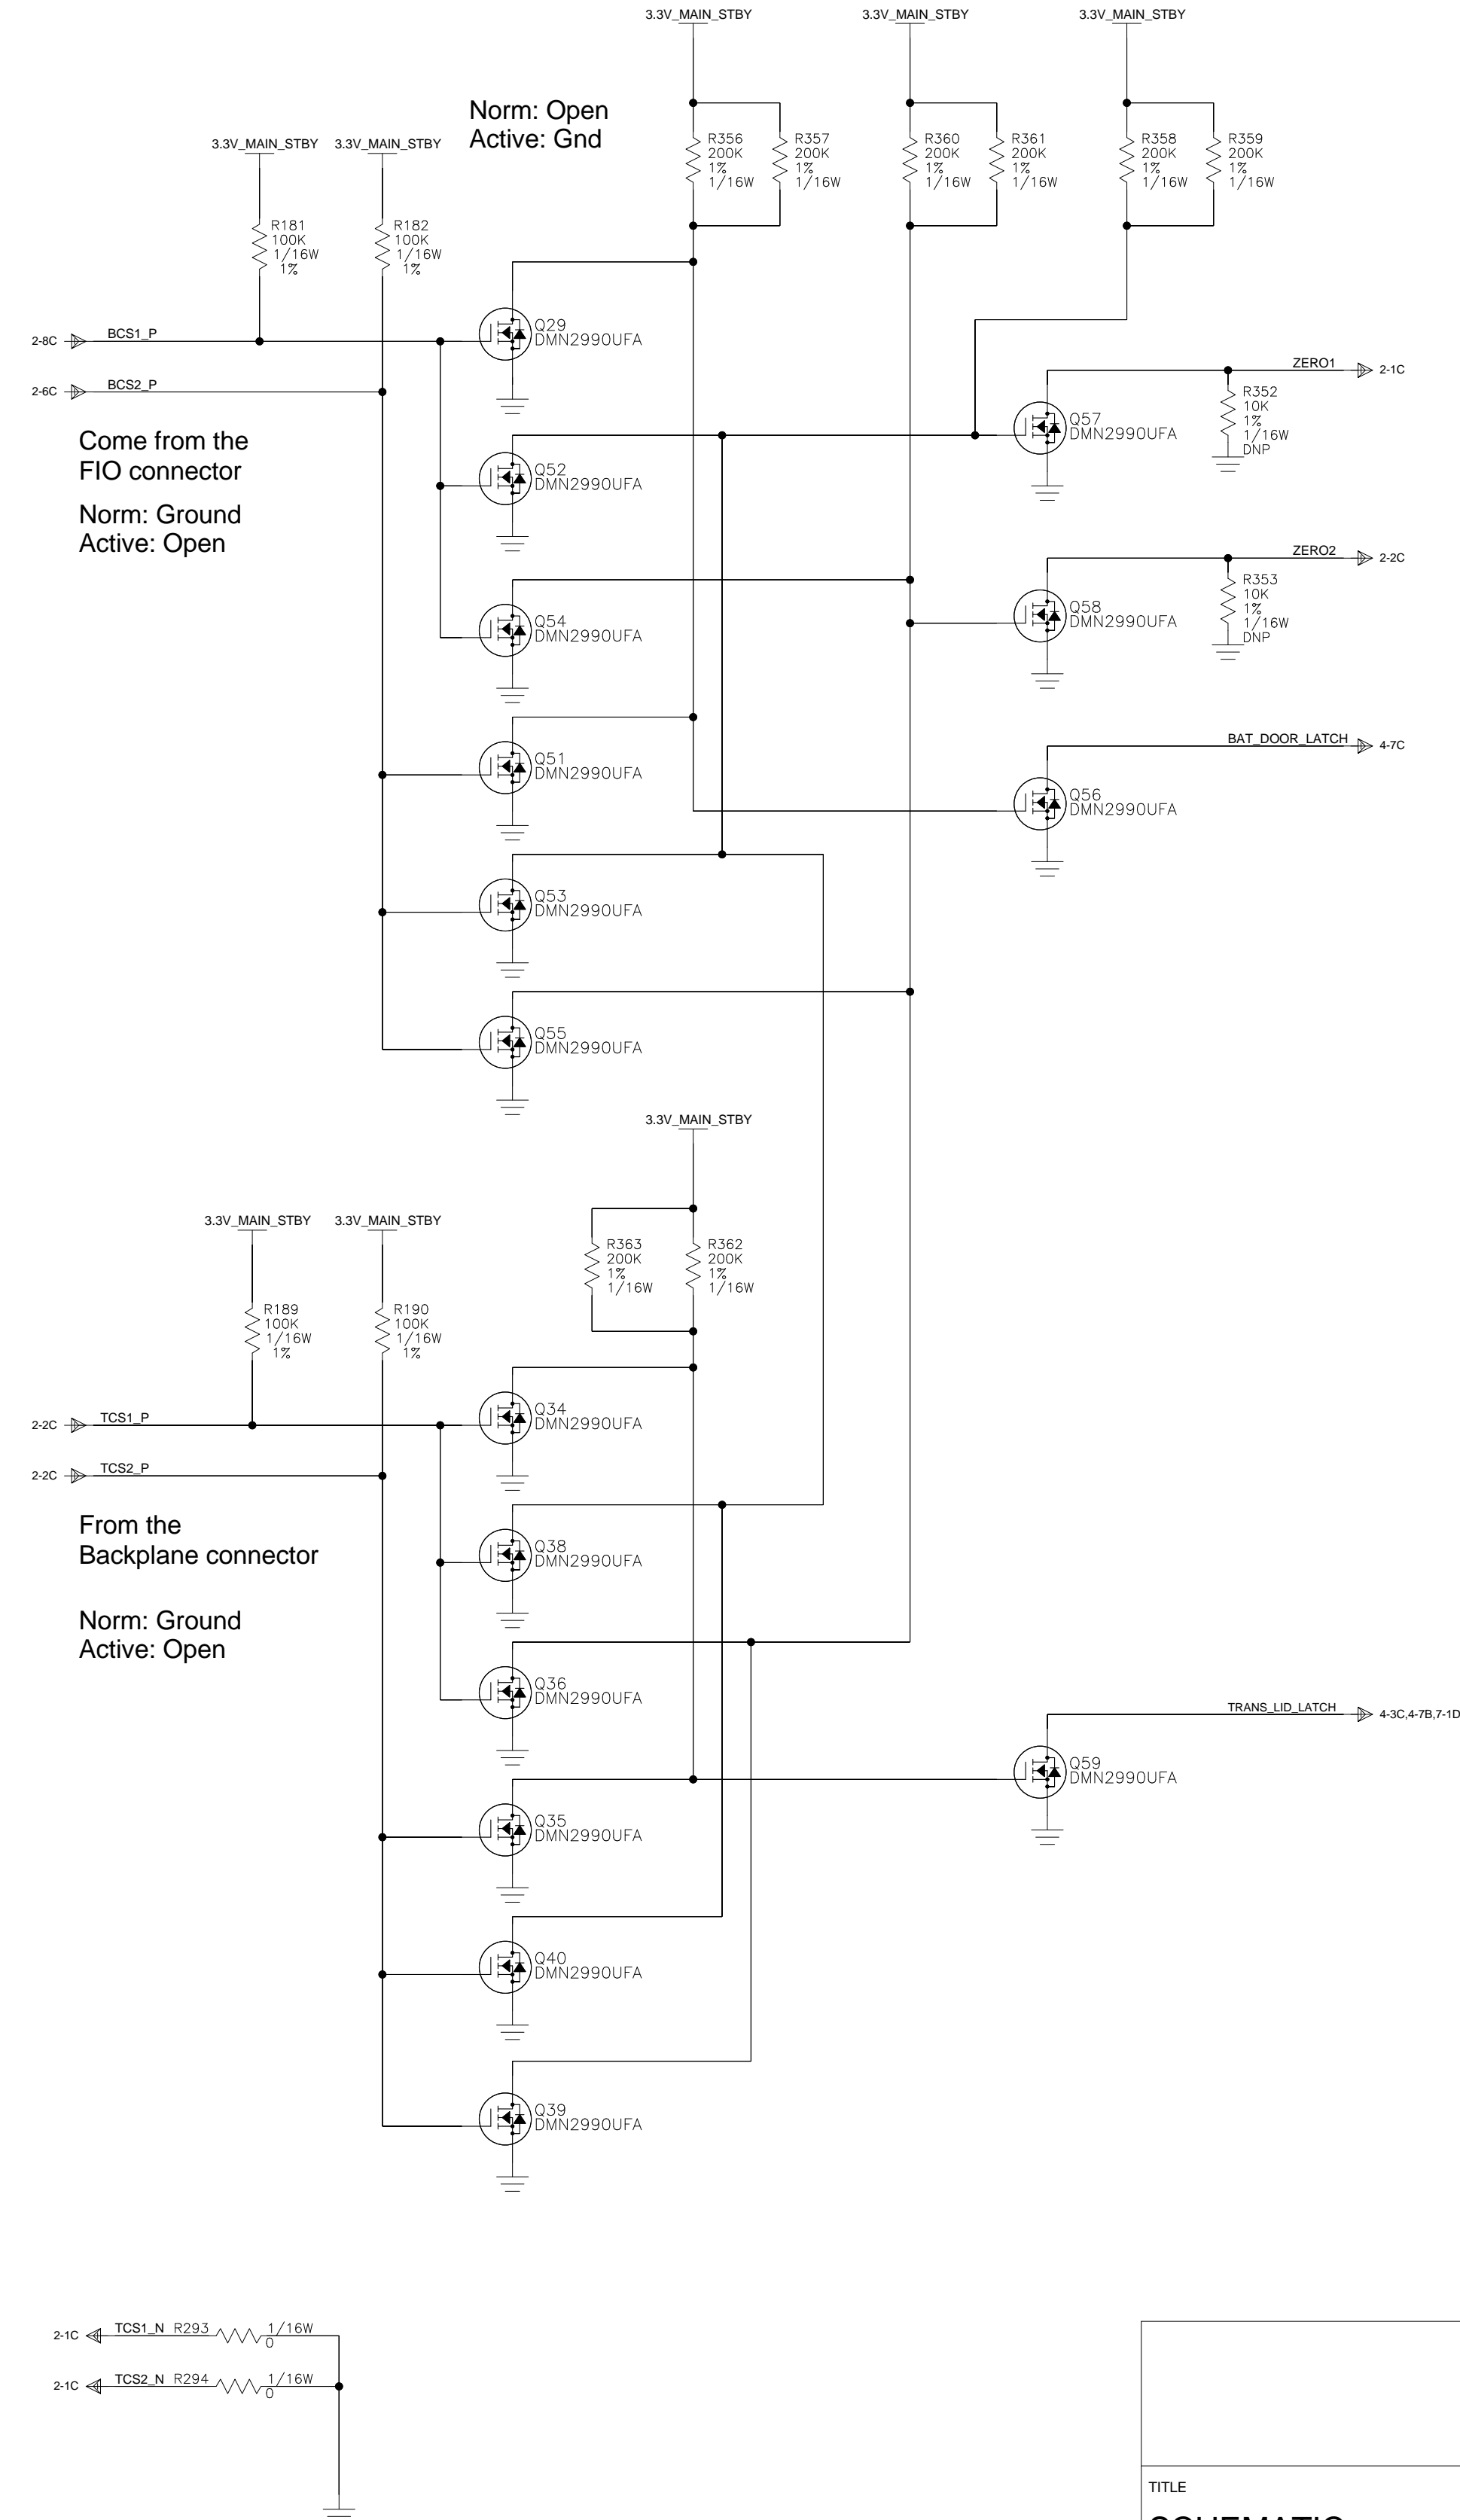 3.3V_MAIN_STBY
3.3V_MAIN_STBY
3.3V_MAIN_STBY
Norm: Open
Active: Gnd
R356
200K
1%
1/16W
R357
200K
1%
1/16W
R360
200K
1%
1/16W
R361
200K
1%
1/16W
R358
200K
1%
1/16W
R359
200K
1%
1/16W
3.3V_MAIN_STBY
3.3V_MAIN_STBY
R181
100K
1/16W
1%
R182
100K
1/16W
1%
2-8C
BCS1_P
2-6C
BCS2_P
Come from the
FIO connector
Norm: Ground
Active: Open
Q29
DMN2990UFA
Q52
DMN2990UFA
Q54
DMN2990UFA
Q51
DMN2990UFA
Q53
DMN2990UFA
Q55
DMN2990UFA
Q57
DMN2990UFA
ZERO1
2-1C
R352
10K
1%
1/16W
DNP
Q58
DMN2990UFA
ZERO2
2-2C
R353
10K
1%
1/16W
DNP
Q56
DMN2990UFA
BAT_DOOR_LATCH
4-7C
3.3V_MAIN_STBY
R363
200K
1%
1/16W
R362
200K
1%
1/16W
3.3V_MAIN_STBY
3.3V_MAIN_STBY
R189
100K
1/16W
1%
R190
100K
1/16W
1%
2-2C
TCS1_P
2-2C
TCS2_P
From the
Backplane connector
Norm: Ground
Active: Open
Q34
DMN2990UFA
Q38
DMN2990UFA
Q36
DMN2990UFA
Q35
DMN2990UFA
Q40
DMN2990UFA
Q39
DMN2990UFA
Q59
DMN2990UFA
TRANS_LID_LATCH
4-3C,4-7B,7-1D
2-1C
TCS1_N R293
1/16W
0
2-1C
TCS2_N R294
1/16W
0
TITLE
SCHEMATIC